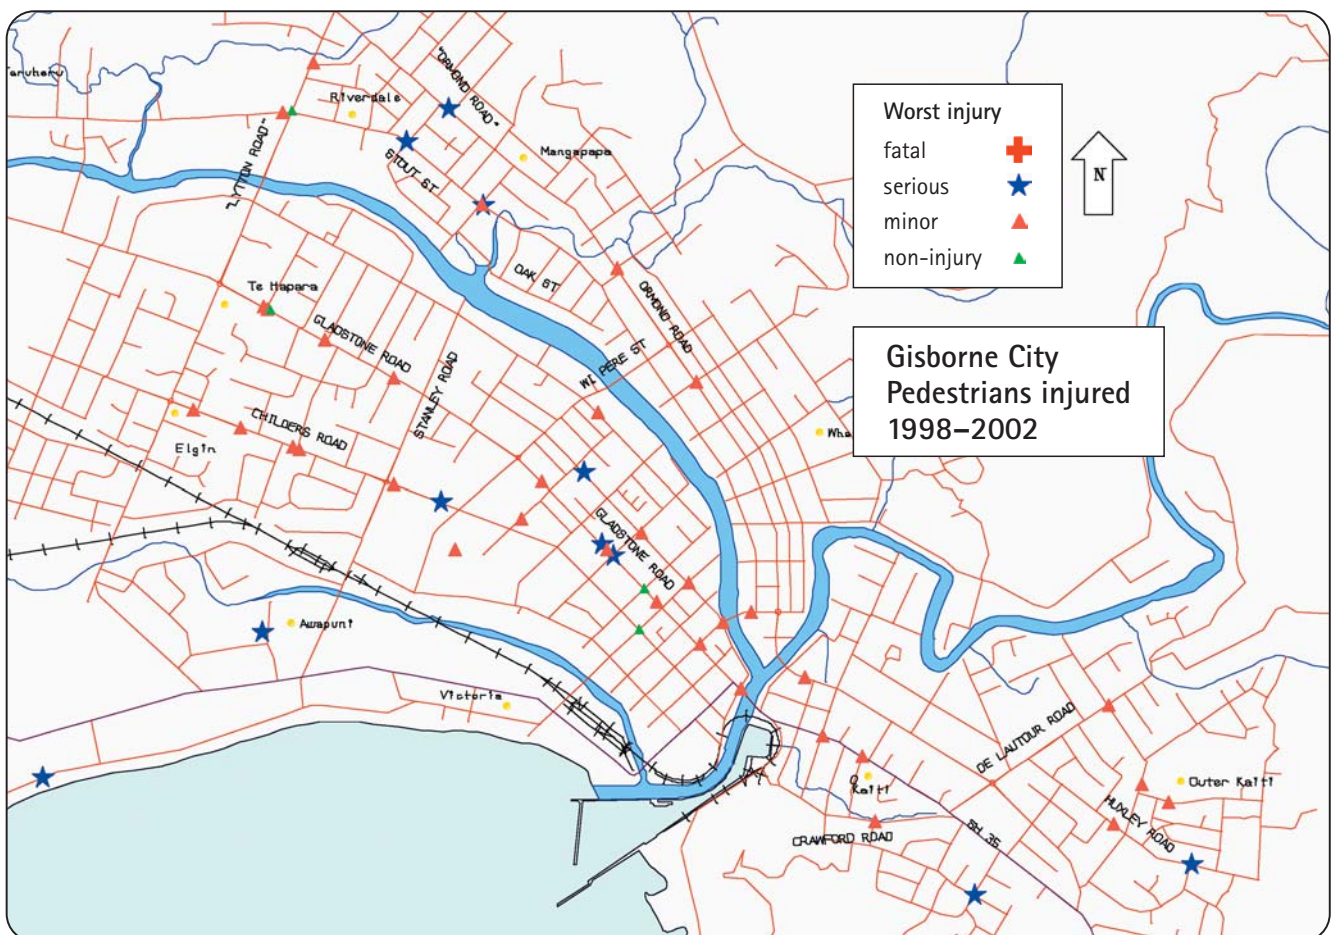 Taruheru
Riverdale
"ORMOND ROAD"
Mangapapa
"LYTTON ROAD"
STOUT ST
OAK ST
Te Hapara
GLADSTONE ROAD
ORMOND ROAD
WI PERE ST
STANLEY ROAD
CHILDERS ROAD
Elgin
Wha
GLADSTONE ROAD
Awapuni
Victoria
DE LAUTOUR ROAD
Kaiti
Outer Kaiti
HUXLEY ROAD
CRAWFORD ROAD
SH 35
Worst injury
fatal
serious
minor
non-injury
N
Gisborne City
Pedestrians injured
1998–2002